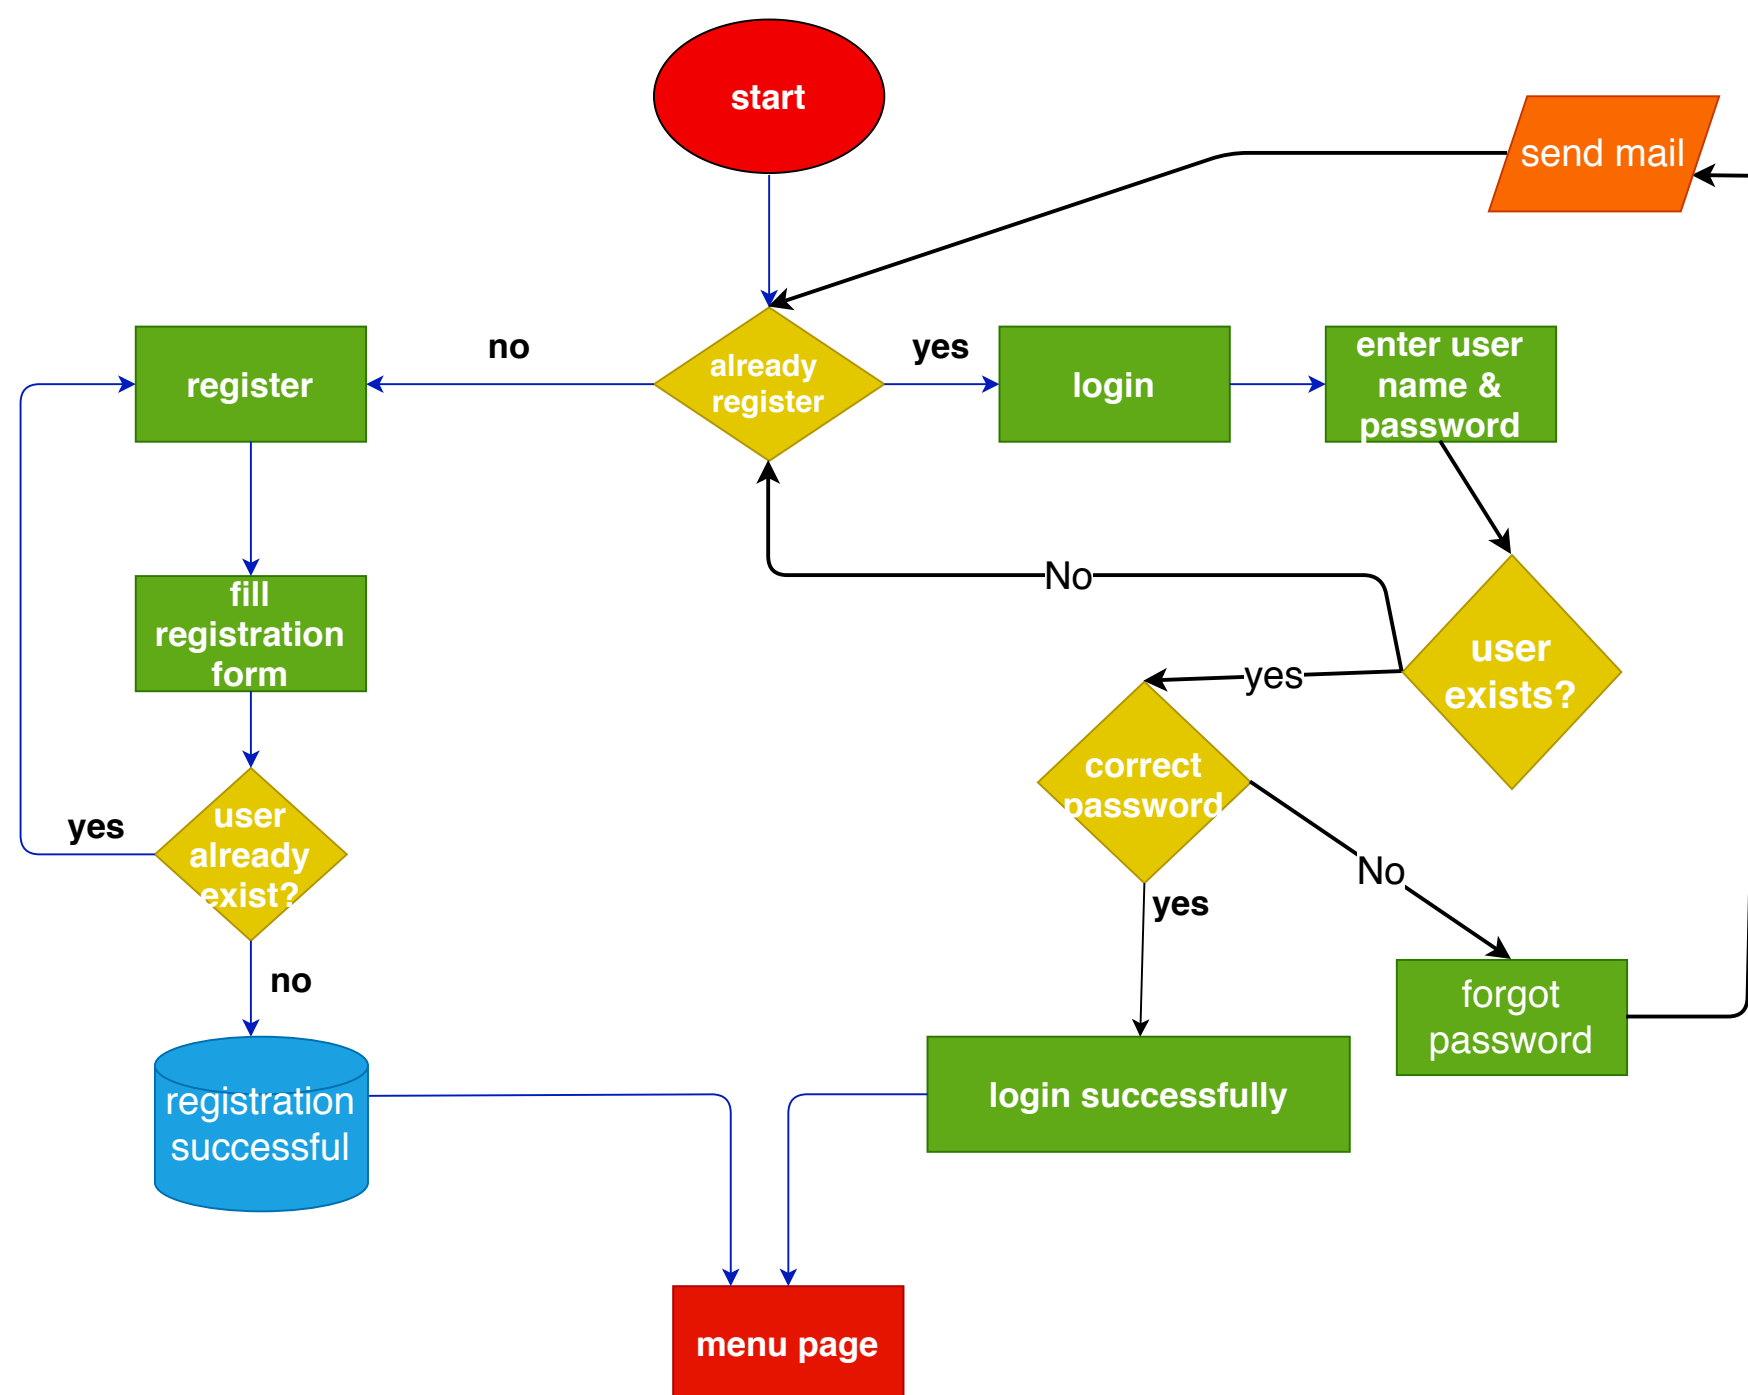 start
send mail
no
already
register
yes
register
login
enter user
name &
password
No
fill
registration
form
user
exists?
yes
correct
password
user
already
exist?
yes
No
yes
no
forgot
password
registration
successful
login successfully
menu page